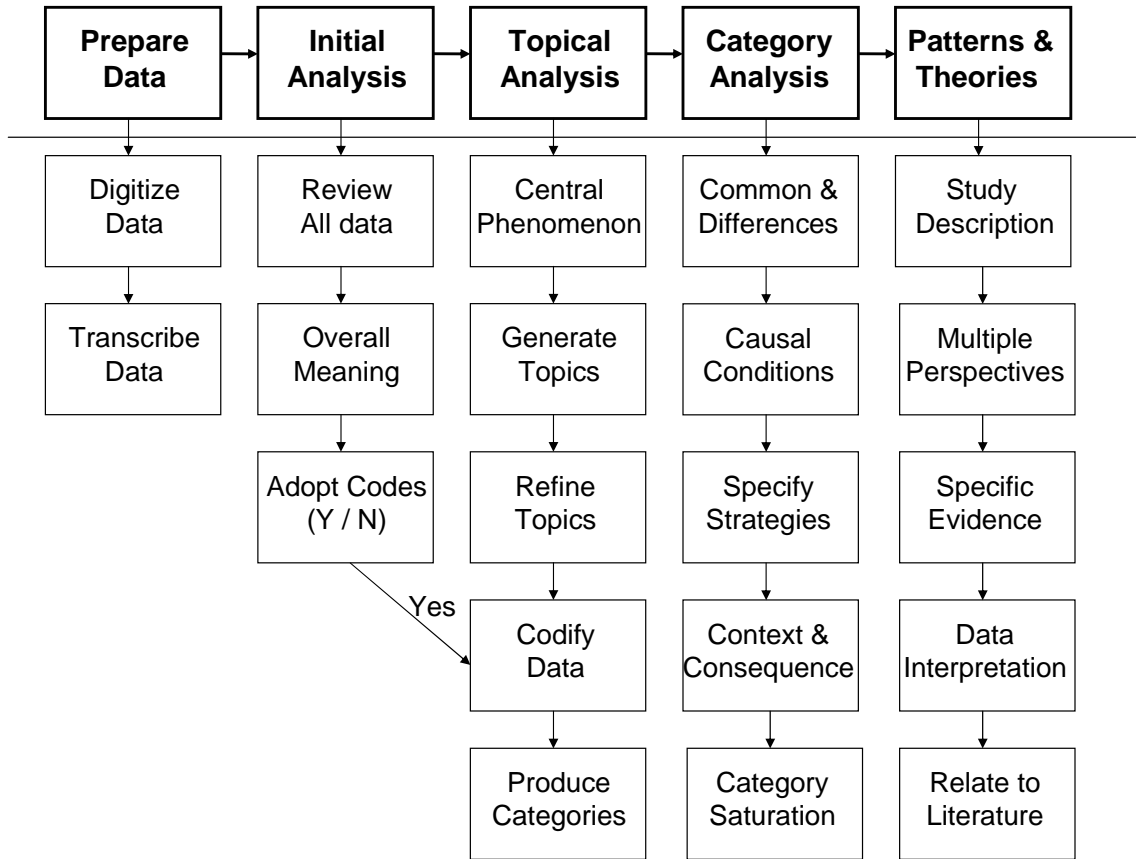 Prepare
Data
Initial
Analysis
Topical
Analysis
Category
Analysis
Patterns &
Theories
Digitize
Data
Transcribe
Data
Review
All data
Overall
Meaning
Adopt Codes
(Y / N)
Yes
Central
Phenomenon
Generate
Topics
Refine
Topics
Codify
Data
Produce
Categories
Common &
Differences
Causal
Conditions
Specify
Strategies
Context &
Consequence
Category
Saturation
Study
Description
Multiple
Perspectives
Specific
Evidence
Data
Interpretation
Relate to
Literature